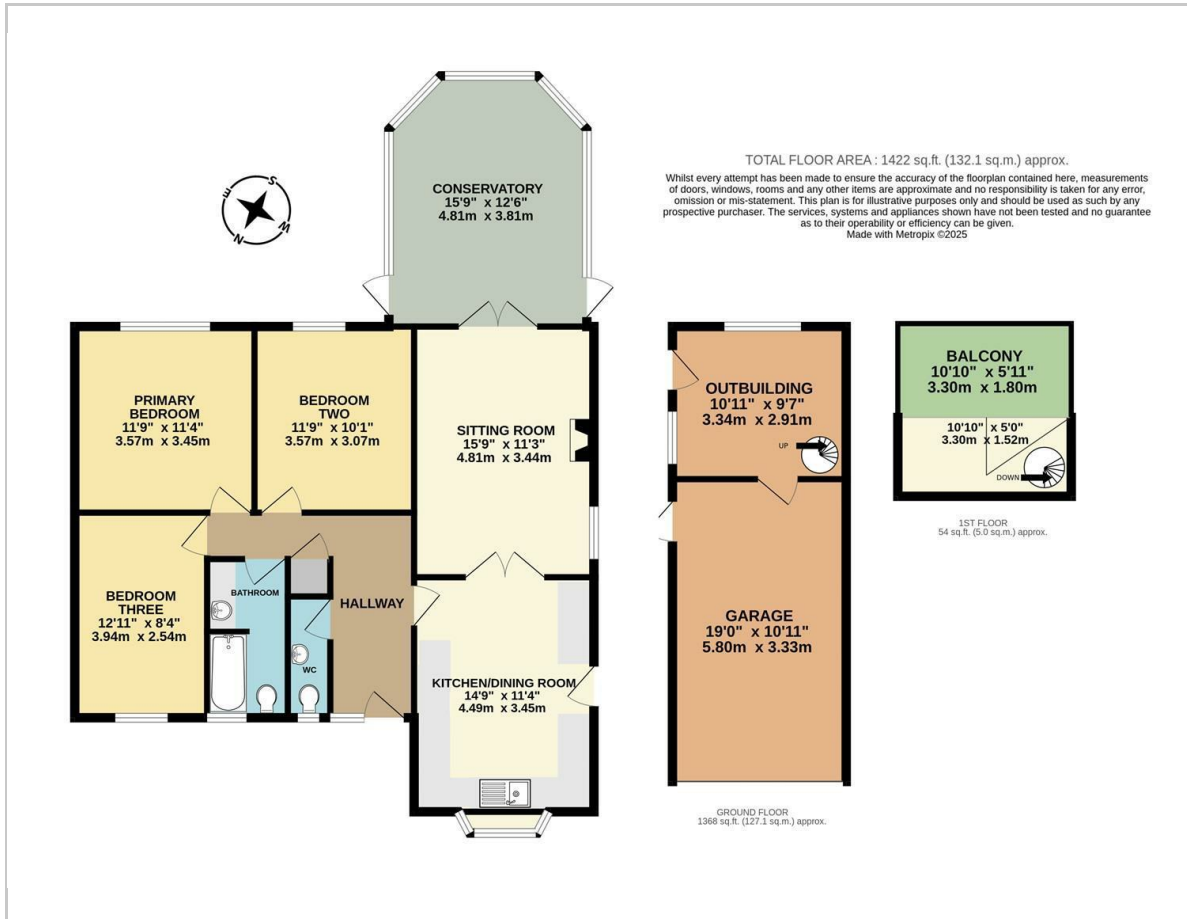 TOTAL FLOOR AREA : 1422 sq.ft. (132.1 sq.m.) approx.
Whilst every attempt has been made to ensure the accuracy of the floorplan contained here, measurements
of doors, windows, rooms and any other items are approximate and no responsibility is taken for any error,
omission or mis-statement. This plan is for illustrative purposes only and should be used as such by any
prospective purchaser. The services, systems and appliances shown have not been tested and no guarantee
as to their operability or efficiency can be given.
Made with Metropix ©2025
S
E
W
N
CONSERVATORY
15'9" x 12'6"
4.81m x 3.81m
PRIMARY
BEDROOM
11'9" x 11'4"
3.57m x 3.45m
BEDROOM
TWO
11'9" x 10'1"
3.57m x 3.07m
SITTING ROOM
15'9" x 11'3"
4.81m x 3.44m
OUTBUILDING
10'11" x 9'7"
3.34m x 2.91m
UP
BALCONY
10'10" x 5'11"
3.30m x 1.80m
10'10" x 5'0"
3.30m x 1.52m
DOWN
1ST FLOOR
54 sq.ft. (5.0 sq.m.) approx.
BEDROOM
THREE
12'11" x 8'4"
3.94m x 2.54m
BATHROOM
HALLWAY
WC
KITCHEN/DINING ROOM
14'9" x 11'4"
4.49m x 3.45m
GARAGE
19'0" x 10'11"
5.80m x 3.33m
GROUND FLOOR
1368 sq.ft. (127.1 sq.m.) approx.